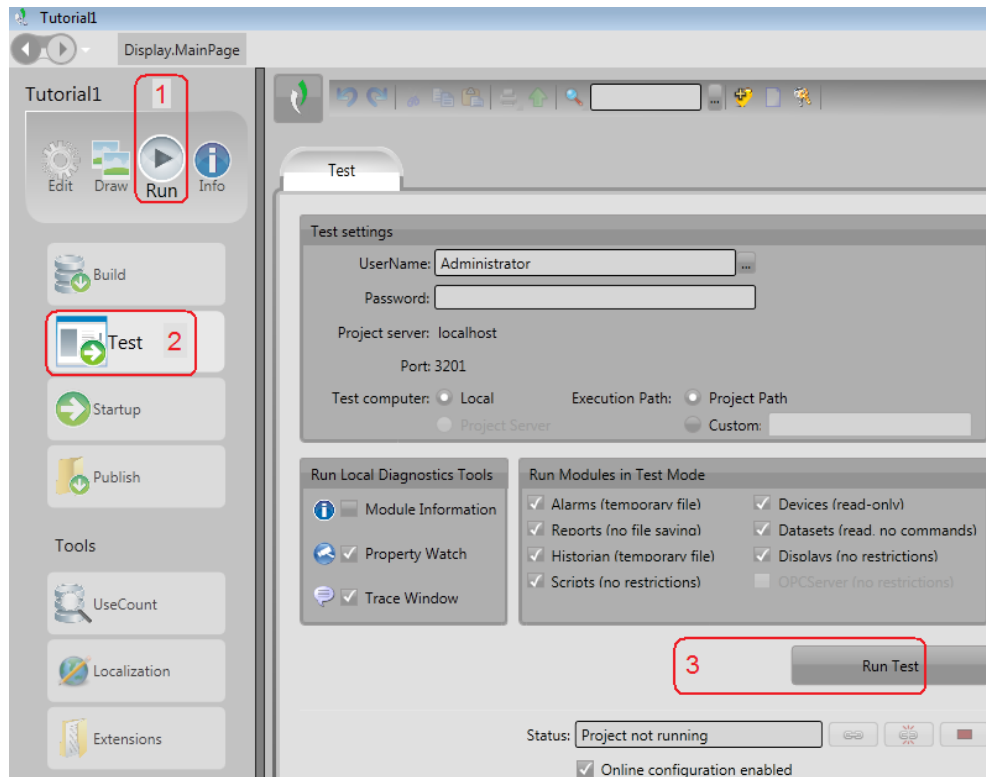 Tutorial1
Display.MainPage
Tutorial1
1
Edit Draw Run Info
Build
Test 2
Startup
Publish
Tools
UseCount
Localization
Extensions
...
Test
Test settings
UserName: Administrator ...
Password:
Project server: localhost
Port: 3201
Test computer: Local Execution Path: Project Path
Project Server Custom:
Run Local Diagnostics Tools
Module Information
Property Watch
Trace Window
Run Modules in Test Mode
Alarms (temporary file) Devices (read-only)
Reports (no file saving) Datasets (read, no commands)
Historian (temporary file) Displays (no restrictions)
Scripts (no restrictions) OPCServer (no restrictions)
3 Run Test
Status: Project not running
Online configuration enabled